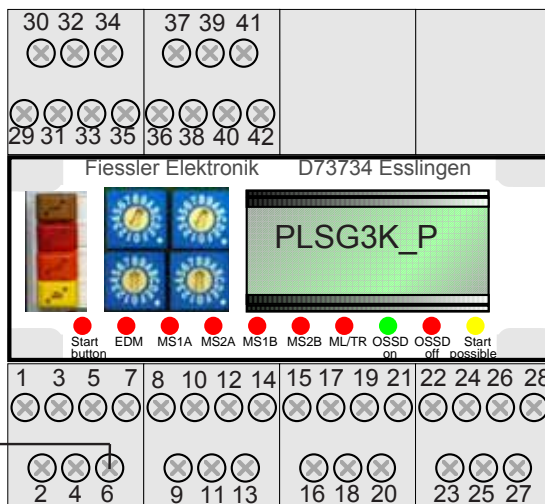 30 32 34 37 39 41
29 31 33 35 36 38 40 42
Fiessler Elektronik D73734 Esslingen
PLSG3K_P
Start button EDM MS1A MS2A MS1B MS2B ML/TR OSSD on OSSD off Start possible
1 3 5 7 8 10 12 14 15 17 19 21 22 24 26 28
2 4 6 9 11 13 16 18 20 23 25 27